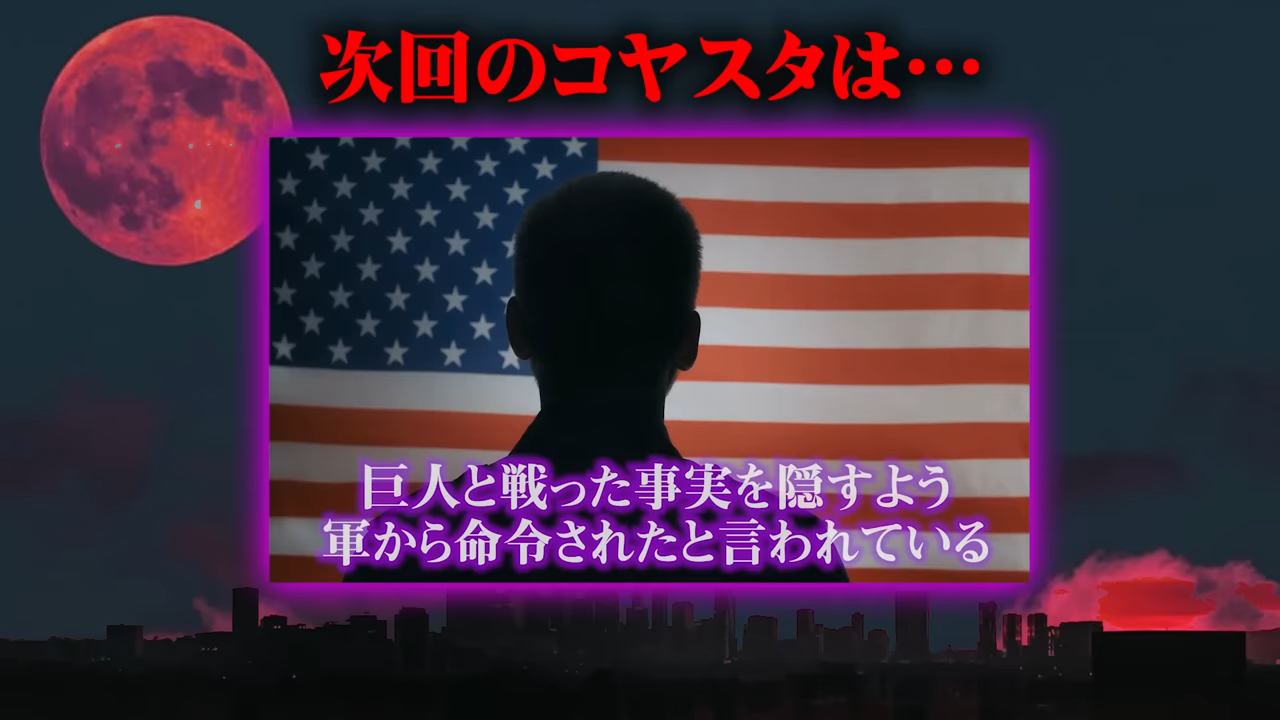 次回のコヤスタは…
巨人と戦った事実を隠すよう
軍から命令されたと言われている